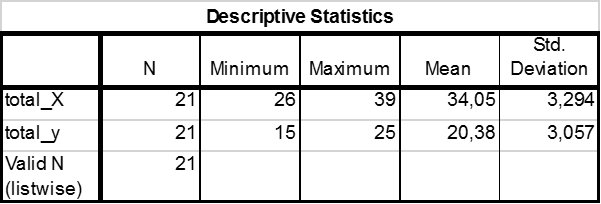 Descriptive Statistics
N Minimum Maximum Mean Std. Deviation
total_X 21 26 39 34,05 3,294
total_y 21 15 25 20,38 3,057
Valid N 21
(listwise)